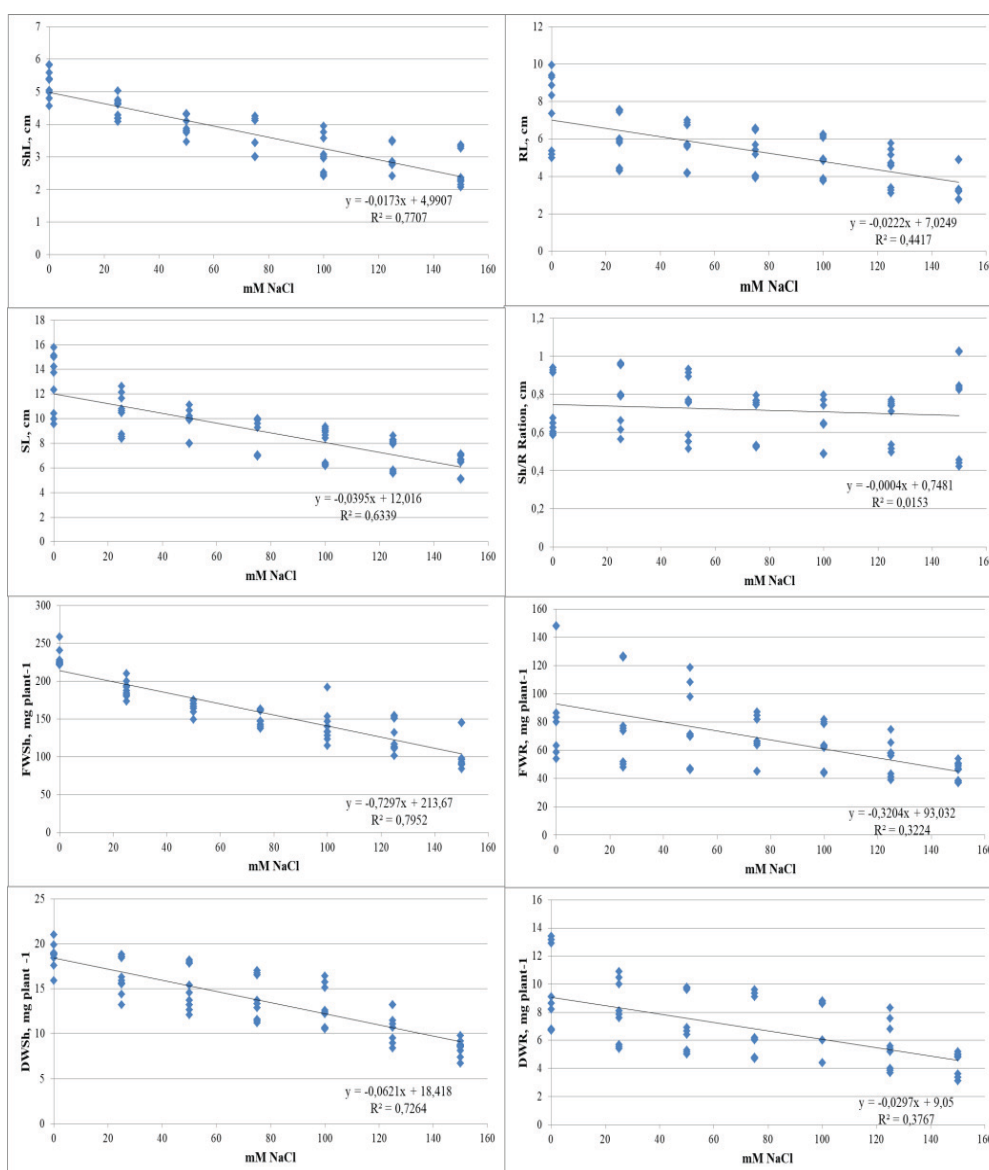 7
6
5
4
3
2
1
0
ShL, cm
0 20 40 60 80 100 120 140 160
mM NaCl
y = -0,0173x + 4,9907
R² = 0,7707
12
10
8
6
4
2
0
RL, cm
0 20 40 60 80 100 120 140 160
mM NaCl
y = -0,0222x + 7,0249
R² = 0,4417
18
16
14
12
10
8
6
4
2
0
SL, cm
0 20 40 60 80 100 120 140 160
mM NaCl
y = -0,0395x + 12,016
R² = 0,6339
1,2
1
0,8
0,6
0,4
0,2
0
Sh/R Ration, cm
0 20 40 60 80 100 120 140 160
mM NaCl
y = -0,0004x + 0,7481
R² = 0,0153
300
250
200
150
100
50
0
FWSh, mg plant-1
0 20 40 60 80 100 120 140 160
mM NaCl
y = -0,7297x + 213,67
R² = 0,7952
160
140
120
100
80
60
40
20
0
FWR, mg plant-1
0 20 40 60 80 100 120 140 160
mM NaCl
y = -0,3204x + 93,032
R² = 0,3224
25
20
15
10
5
0
DWSh, mg plant -1
0 20 40 60 80 100 120 140 160
mM NaCl
y = -0,0621x + 18,418
R² = 0,7264
16
14
12
10
8
6
4
2
0
DWR, mg plant-1
0 20 40 60 80 100 120 140 160
mM NaCl
y = -0,0297x + 9,05
R² = 0,3767